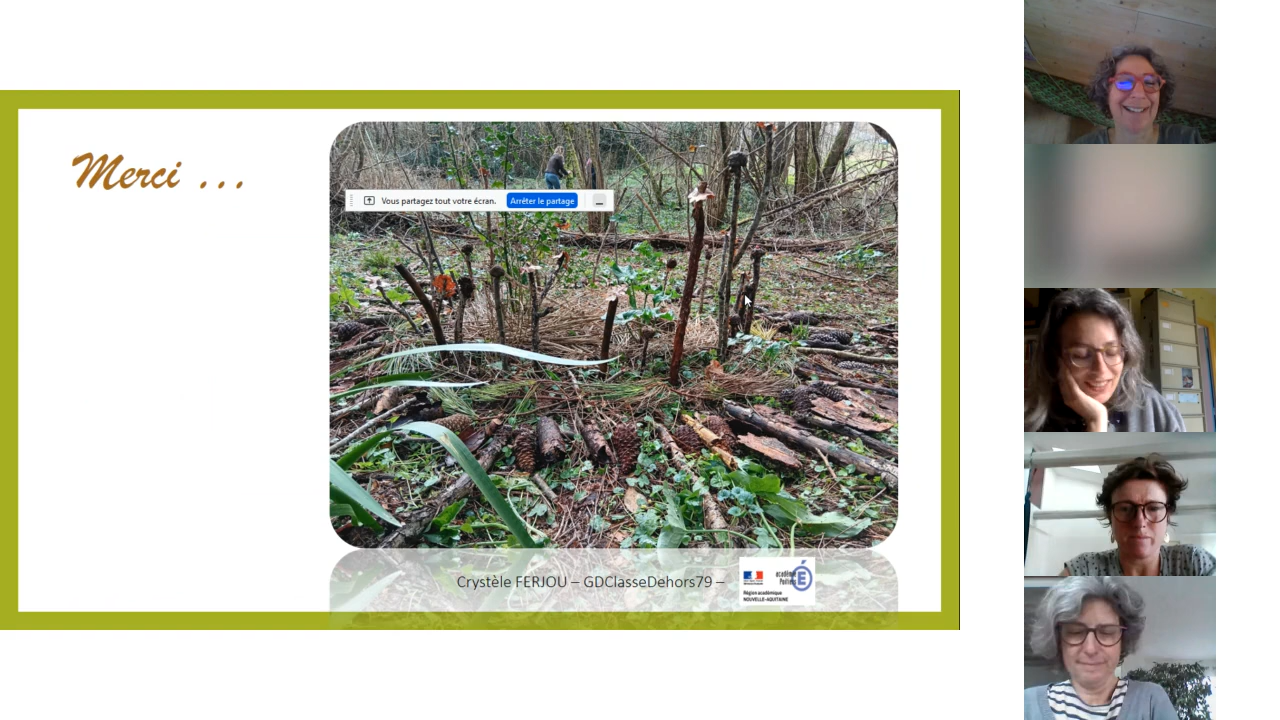 Merci ...
Vous partagez tout votre écran. Arrêter le partage
Crystèle FERJOU – GDClasseDehors79 –
académie
Poitiers
Région académique
NOUVELLE-AQUITAINE